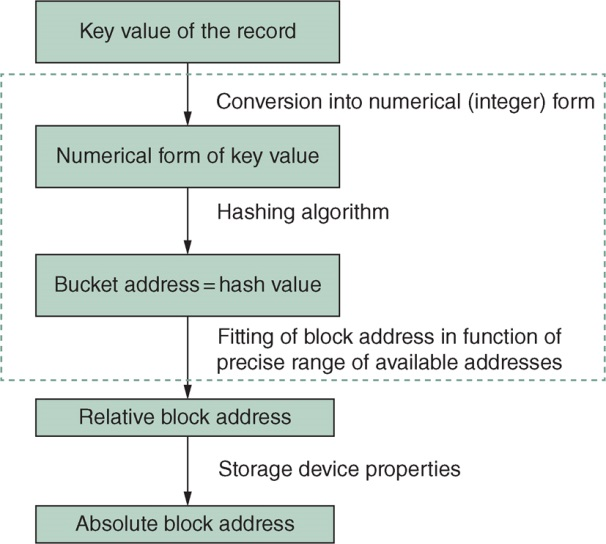 Key value of the record
Conversion into numerical (integer) form
Numerical form of key value
Hashing algorithm
Bucket address = hash value
Fitting of block address in function of
precise range of available addresses
Relative block address
Storage device properties
Absolute block address